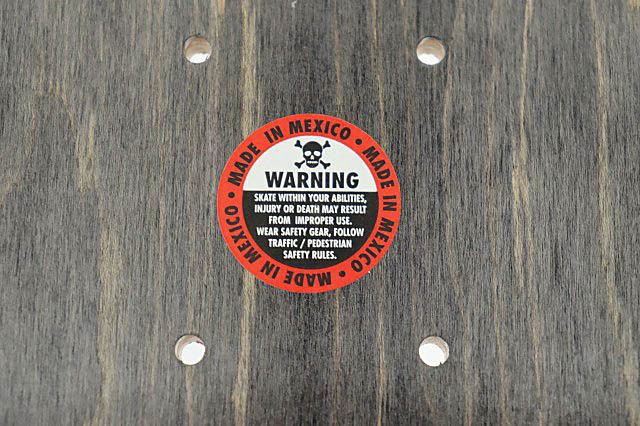 MADE IN MEXICO • MADE IN MEXICO • MADE IN MEXICO •
WARNING
SKATE WITHIN YOUR ABILITIES,
INJURY OR DEATH MAY RESULT
FROM IMPROPER USE.
WEAR SAFETY GEAR, FOLLOW
TRAFFIC / PEDESTRIAN
SAFETY RULES.